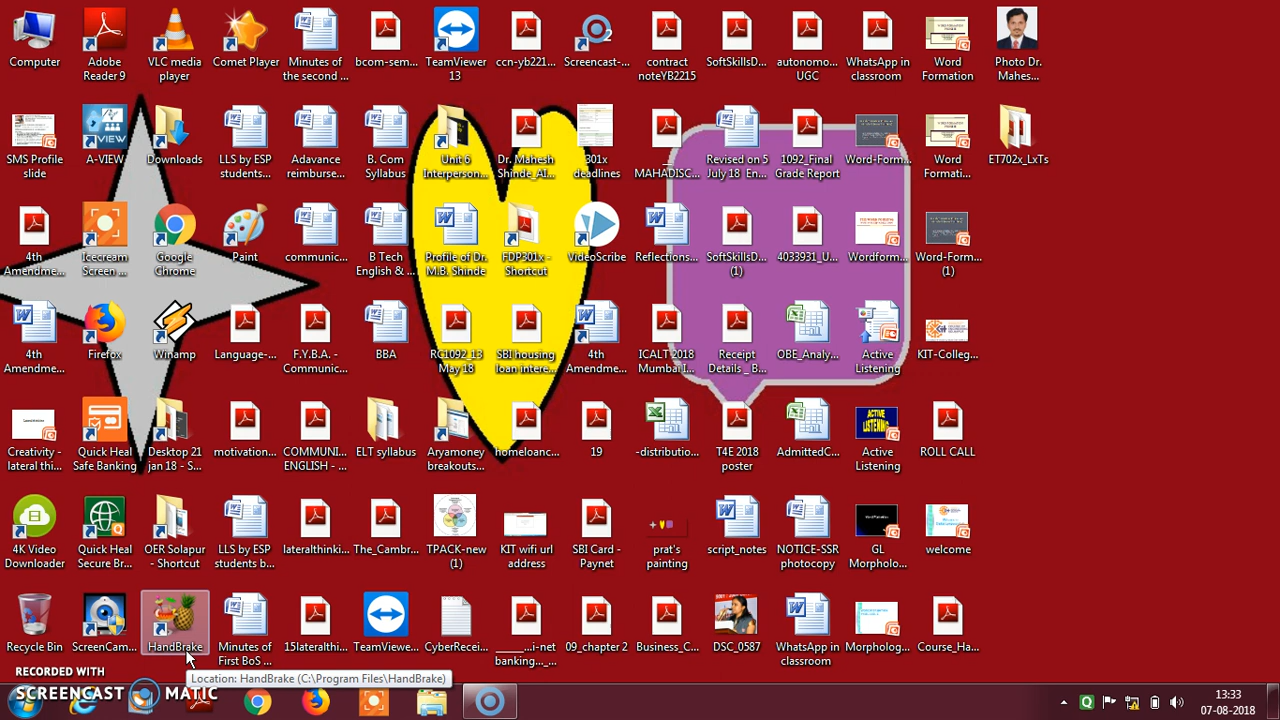 Computer
Adobe
Reader 9
VLC media
player
Comet Player
Minutes of
the second ...
bcom-sem...
TeamViewer
13
ccn-yb221...
Screencast-...
contract
noteYB2215
SoftSkillsD...
autonomo...
UGC
WhatsApp in
classroom
Word
Formation
Photo Dr.
Mahes...
SMS Profile
slide
A-VIEW
Downloads
LLS by ESP
students...
Adavance
reimburse...
B. Com
Syllabus
Unit 6
Interperson...
Dr. Mahesh
Shinde_AI...
301x
deadlines
MAHADISC...
Revised on 5
July 18 En...
1092_Final
Grade Report
Word-Form...
Word
Formati...
ET702x_LxTs
4th
Amendme...
Icecream
Screen ...
Google
Chrome
Paint
communic...
B Tech
English & ...
Profile of Dr.
M.B. Shinde
FDP301x -
Shortcut
VideoScribe
Reflections...
SoftSkillsD...
(1)
4033931_U...
Wordform...
Word-Form...
(1)
4th
Amendme...
Firefox
Winamp
Language-...
F.Y.B.A. -
Communic...
BBA
RC1092_13
May 18
SBI housing
loan intere...
4th
Amendme...
ICALT 2018
Mumbai I...
Receipt
Details _ B...
OBE_Analy...
Active
Listening
KIT-Colleg...
Creativity -
lateral thi...
Quick Heal
Safe Banking
Desktop 21
jan 18 - S...
motivation...
COMMUNI...
ENGLISH - ...
ELT syllabus
Aryamoney
breakouts...
homeloanc...
19
-distributio...
T4E 2018
poster
AdmittedC...
ACTIVE
LISTENING
Active
Listening
ROLL CALL
4K Video
Downloader
Quick Heal
Secure Br...
OER Solapur
- Shortcut
LLS by ESP
students b...
lateralthinki...
The_Cambr...
TPACK-new
(1)
KIT wifi url
address
SBI Card -
Paynet
prat's
painting
script_notes
NOTICE-SSR
photocopy
GL
Morpholo...
welcome
Recycle Bin
ScreenCam...
HandBrake
Minutes of
First BoS ...
15lateralthi...
TeamViewe...
CyberRecei...
_____...i-net
banking..._...
09_chapter 2
Business_C...
DSC_0587
WhatsApp in
classroom
Morpholog...
Course_Ha...
Location: HandBrake (C:\Program Files\HandBrake)
RECORDED WITH
SCREENCAST MATIC
13:33
07-08-2018